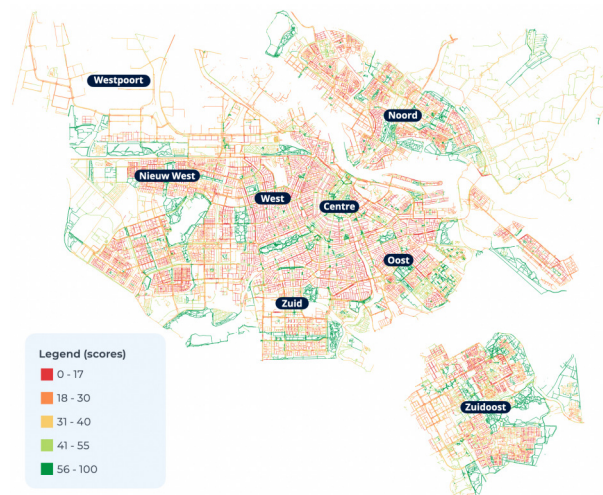 Westpoort
Noord
Nieuw West
West
Centre
Oost
Zuid
Legend (scores)
0 - 17
18 - 30
31 - 40
41 - 55
56 - 100
Zuidoost